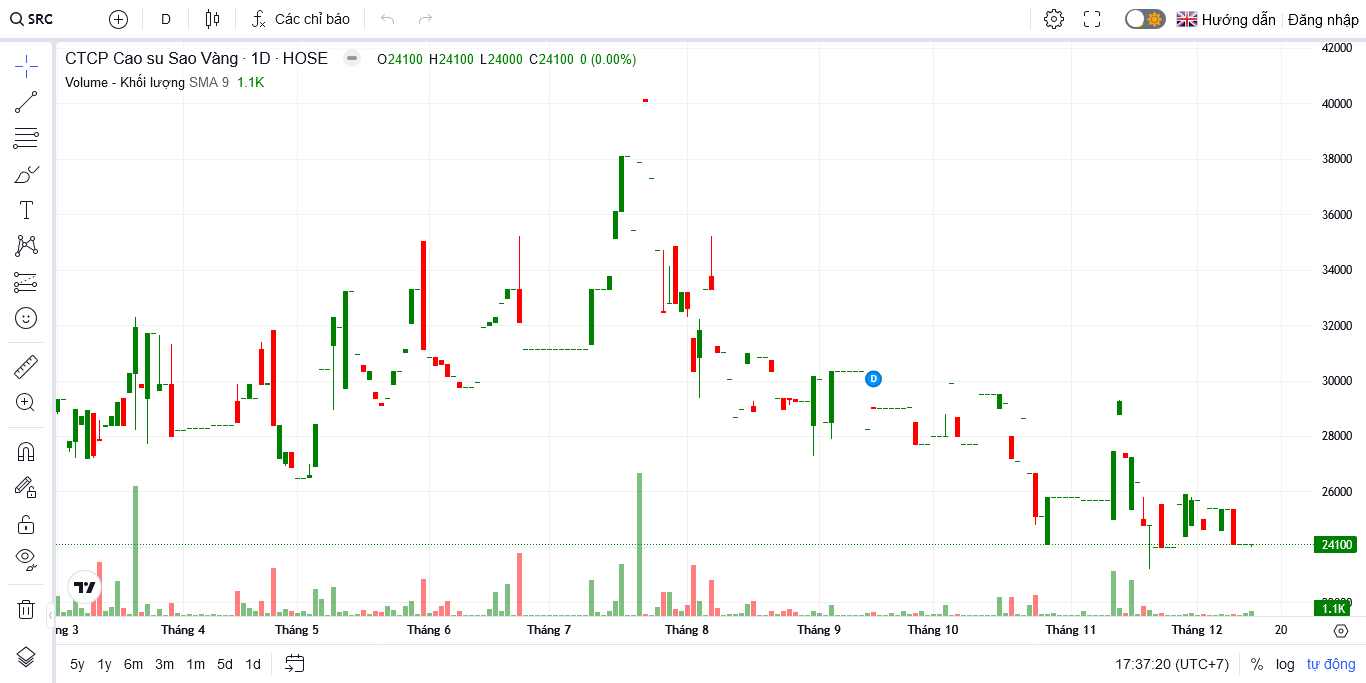 SRC D Các chỉ báo Hướng dẫn Đăng nhập
CTCP Cao su Sao Vàng · 1D · HOSE O24100 H24100 L24000 C24100 0 (0.00%)
Volume - Khối lượng SMA 9 1.1K
42000
40000
38000
36000
34000
32000
30000
D
28000
26000
24100
1.1K
ng 3 Tháng 4 Tháng 5 Tháng 6 Tháng 7 Tháng 8 Tháng 9 Tháng 10 Tháng 11 Tháng 12 20
5y 1y 6m 3m 1m 5d 1d 17:37:20 (UTC+7) % log tự động